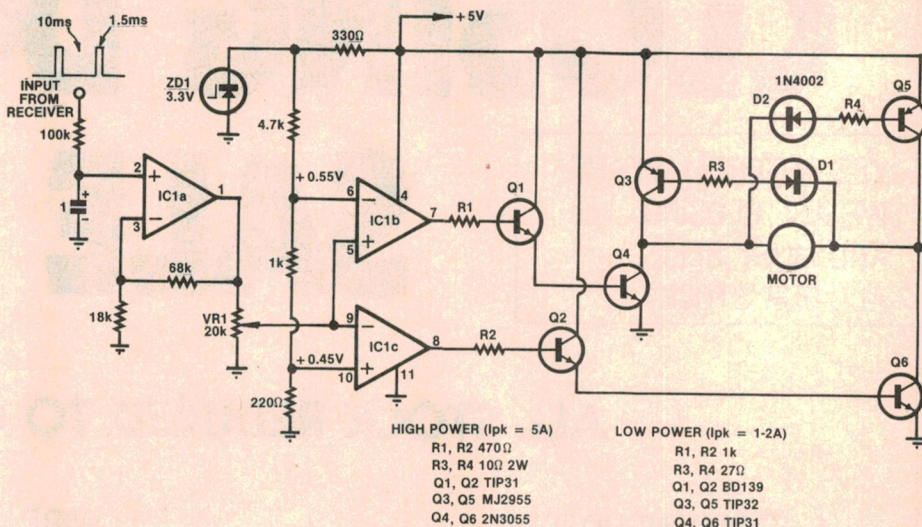 10ms
1.5ms
INPUT
FROM
RECEIVER
100k
1
+
-
2
+
IC1a
1
-
3
68k
18k
VR1
20k
ZD1
3.3V
330Ω
+5V
4.7k
+0.55V
6
-
4
IC1b
7
5
+
1k
9
-
IC1c
8
+0.45V
10
+
11
220Ω
R1
Q1
R2
Q2
Q3
R3
D1
Q4
MOTOR
1N4002
D2
R4
Q5
Q6
HIGH POWER (Ipk = 5A)
R1, R2 470Ω
R3, R4 10Ω 2W
Q1, Q2 TIP31
Q3, Q5 MJ2955
Q4, Q6 2N3055
LOW POWER (Ipk = 1-2A)
R1, R2 1k
R3, R4 27Ω
Q1, Q2 BD139
Q3, Q5 TIP32
Q4, Q6 TIP31